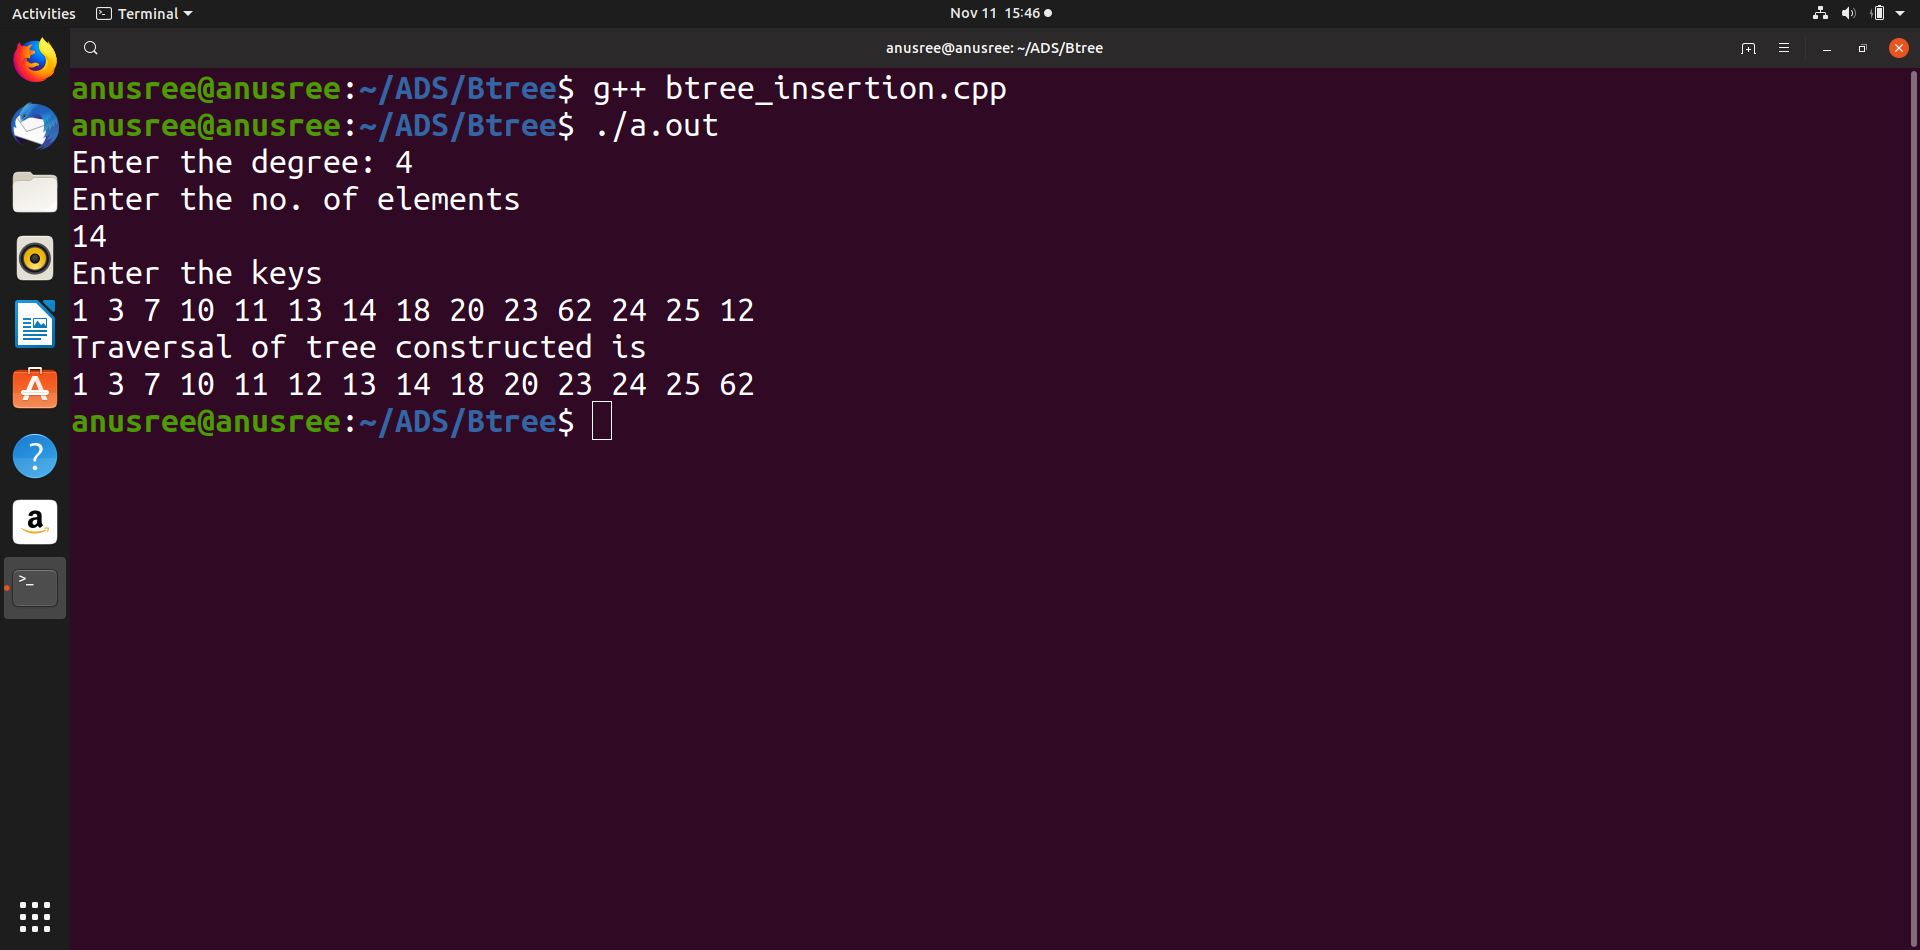 Activities Terminal Nov 11 15:46
anusree@anusree: ~/ADS/Btree
anusree@anusree:~/ADS/Btree$ g++ btree_insertion.cpp
anusree@anusree:~/ADS/Btree$ ./a.out
Enter the degree: 4
Enter the no. of elements
14
Enter the keys
1 3 7 10 11 13 14 18 20 23 62 24 25 12
Traversal of tree constructed is
1 3 7 10 11 12 13 14 18 20 23 24 25 62
anusree@anusree:~/ADS/Btree$